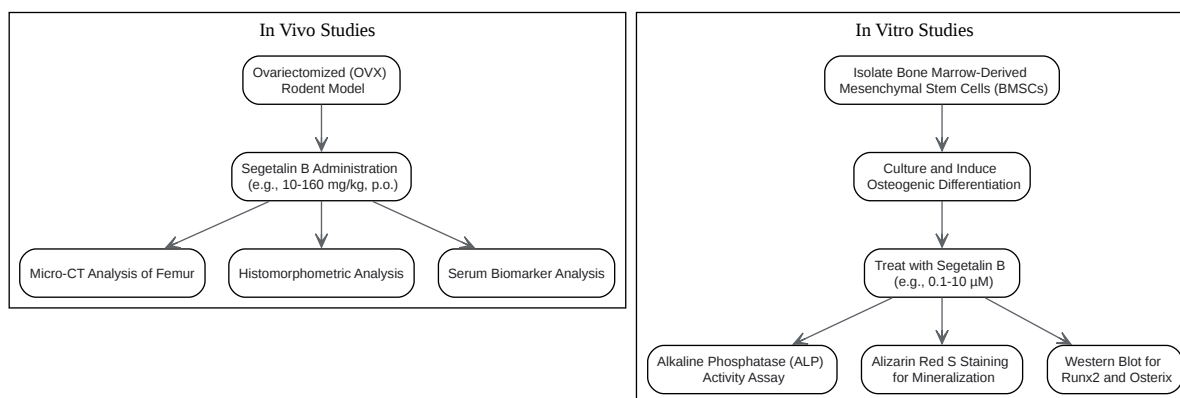 In Vivo Studies
Ovariectomized (OVX)
Rodent Model
Segetalin B Administration
(e.g., 10-160 mg/kg, p.o.)
Micro-CT Analysis of Femur
Histomorphometric Analysis
Serum Biomarker Analysis
In Vitro Studies
Isolate Bone Marrow-Derived
Mesenchymal Stem Cells (BMSCs)
Culture and Induce
Osteogenic Differentiation
Treat with Segetalin B
(e.g., 0.1-10 µM)
Alkaline Phosphatase (ALP)
Activity Assay
Alizarin Red S Staining
for Mineralization
Western Blot for
Runx2 and Osterix